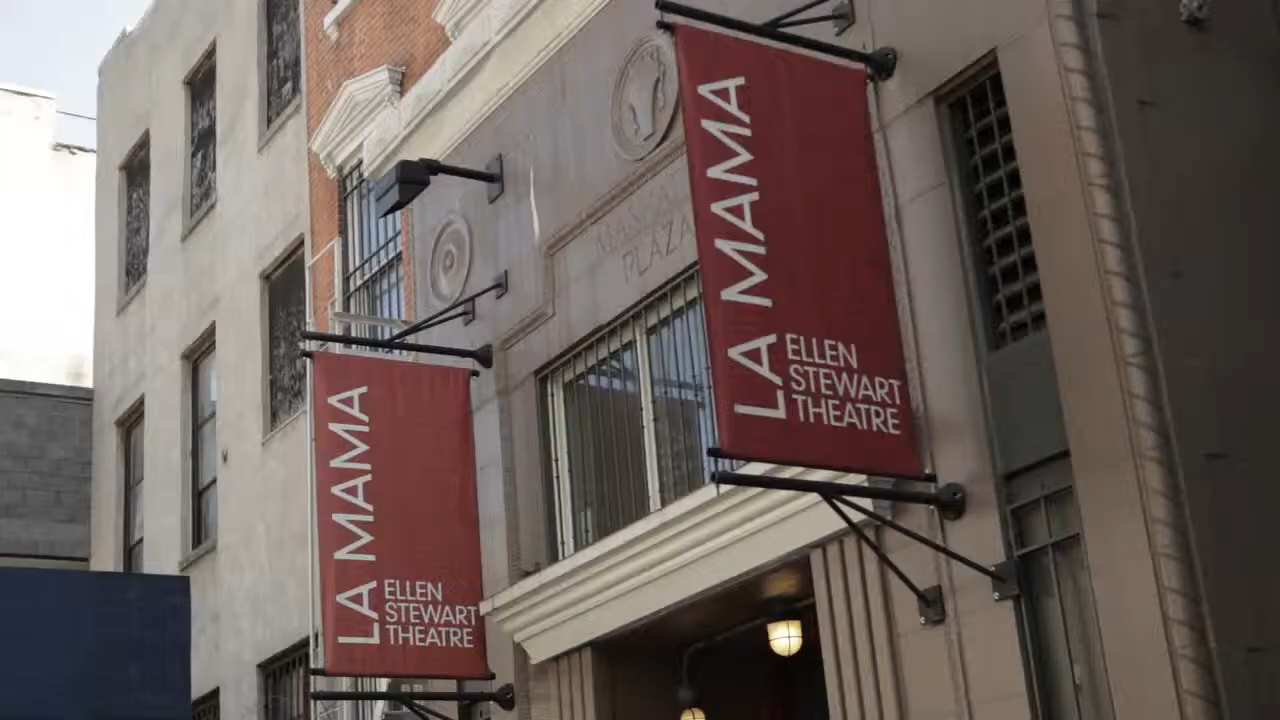 LA MAMA
ELLEN
STEWART
THEATRE
PLAZA
LA MAMA
ELLEN
STEWART
THEATRE